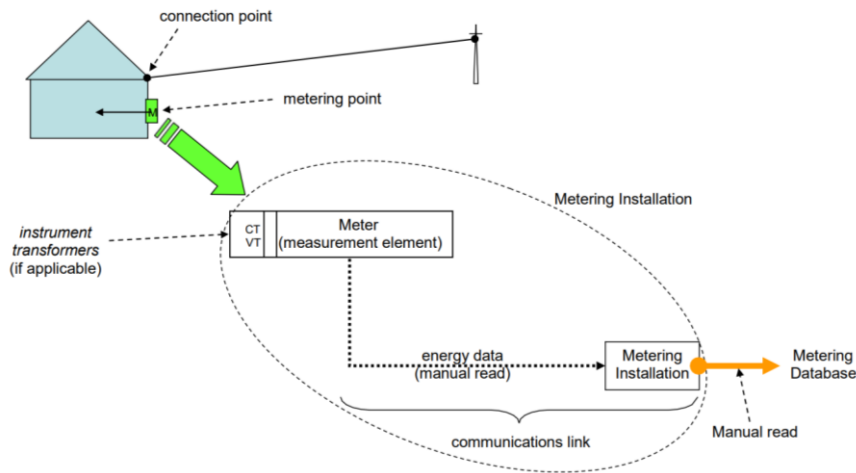 connection point
M
metering point
Metering Installation
instrument
transformers
(if applicable)
CT
VT
Meter
(measurement element)
energy data
(manual read)
Metering
Installation
Metering
Database
Manual read
communications link